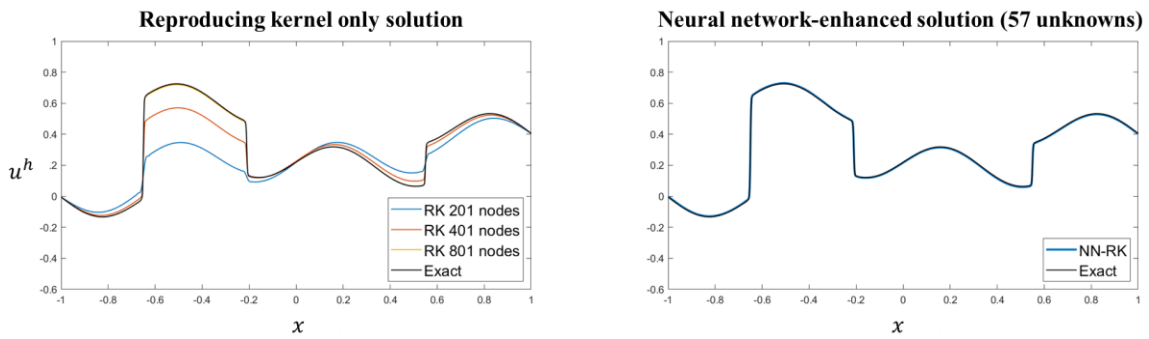 Reproducing kernel only solution
1
0.8
0.6
0.4
0.2
0
-0.2
-0.4
-0.6
u^h
RK 201 nodes
RK 401 nodes
RK 801 nodes
Exact
-1 -0.8 -0.6 -0.4 -0.2 0 0.2 0.4 0.6 0.8 1
x
Neural network-enhanced solution (57 unknowns)
1
0.8
0.6
0.4
0.2
0
-0.2
-0.4
-0.6
NN-RK
Exact
-1 -0.8 -0.6 -0.4 -0.2 0 0.2 0.4 0.6 0.8 1
x